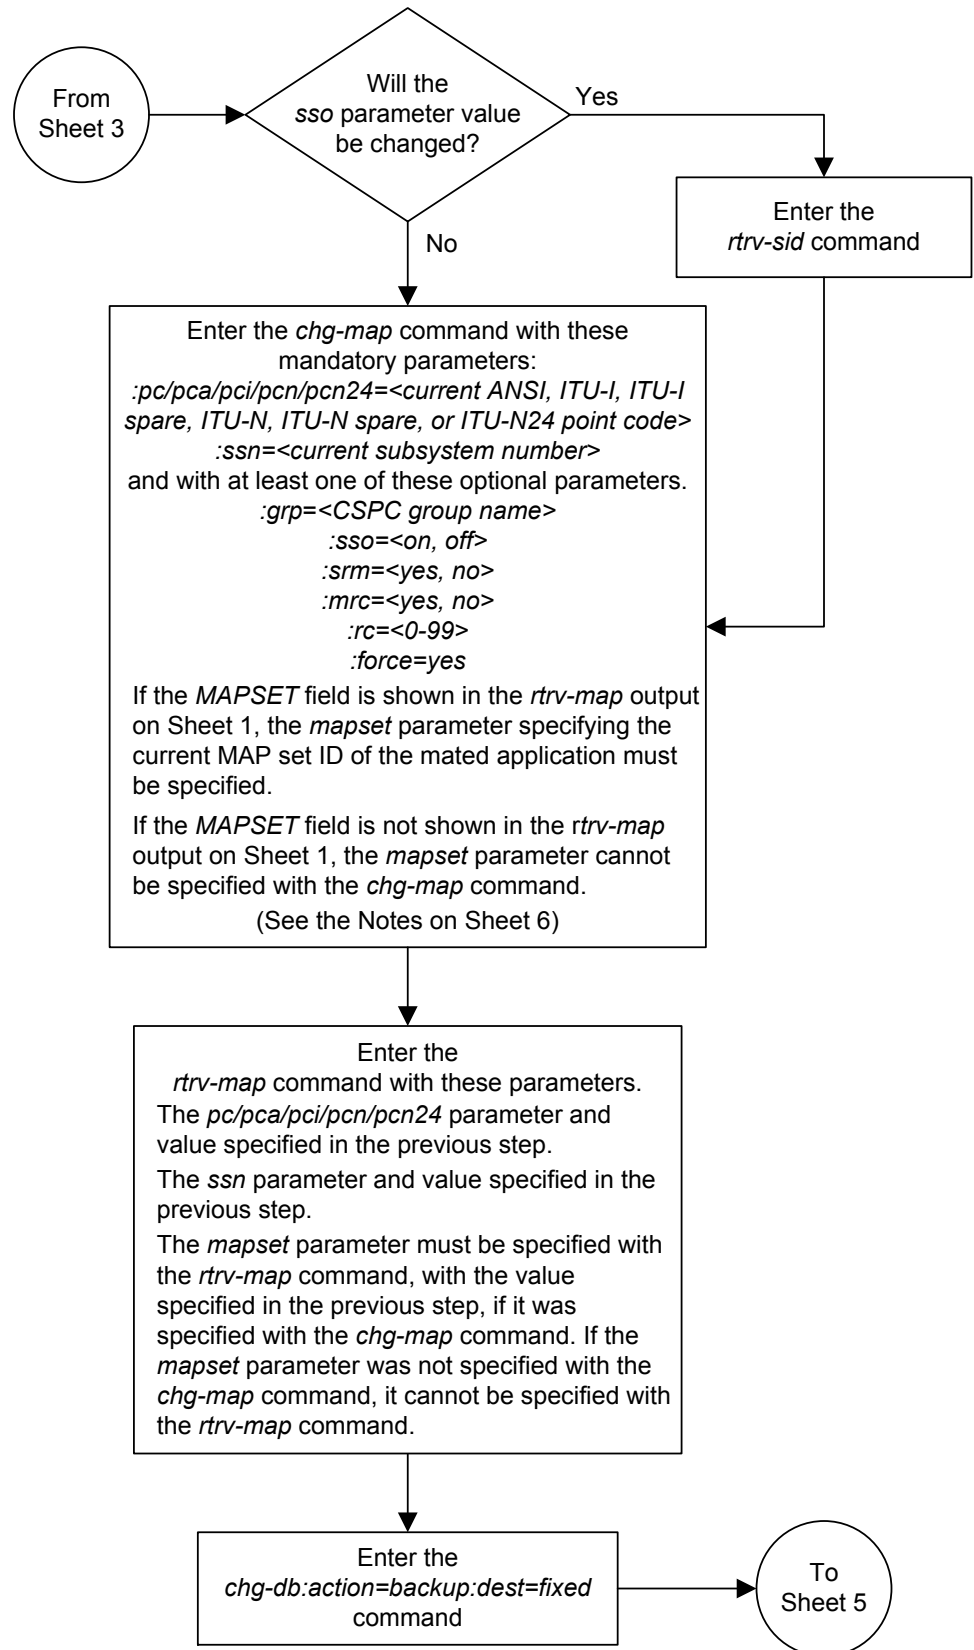 From
Sheet 3
Will the
sso parameter value
be changed?
Yes
Enter the
rtrv-sid command
No
Enter the chg-map command with these
mandatory parameters:
:pc/pca/pci/pcn/pcn24=<current ANSI, ITU-I, ITU-I
spare, ITU-N, ITU-N spare, or ITU-N24 point code>
:ssn=<current subsystem number>
and with at least one of these optional parameters.
:grp=<CSPC group name>
:sso=<on, off>
:srm=<yes, no>
:mrc=<yes, no>
:rc=<0-99>
:force=yes
If the MAPSET field is shown in the rtrv-map output
on Sheet 1, the mapset parameter specifying the
current MAP set ID of the mated application must
be specified.
If the MAPSET field is not shown in the rtrv-map
output on Sheet 1, the mapset parameter cannot
be specified with the chg-map command.
(See the Notes on Sheet 6)
Enter the
rtrv-map command with these parameters.
The pc/pca/pci/pcn/pcn24 parameter and
value specified in the previous step.
The ssn parameter and value specified in the
previous step.
The mapset parameter must be specified with
the rtrv-map command, with the value
specified in the previous step, if it was
specified with the chg-map command. If the
mapset parameter was not specified with the
chg-map command, it cannot be specified with
the rtrv-map command.
Enter the
chg-db:action=backup:dest=fixed
command
To
Sheet 5